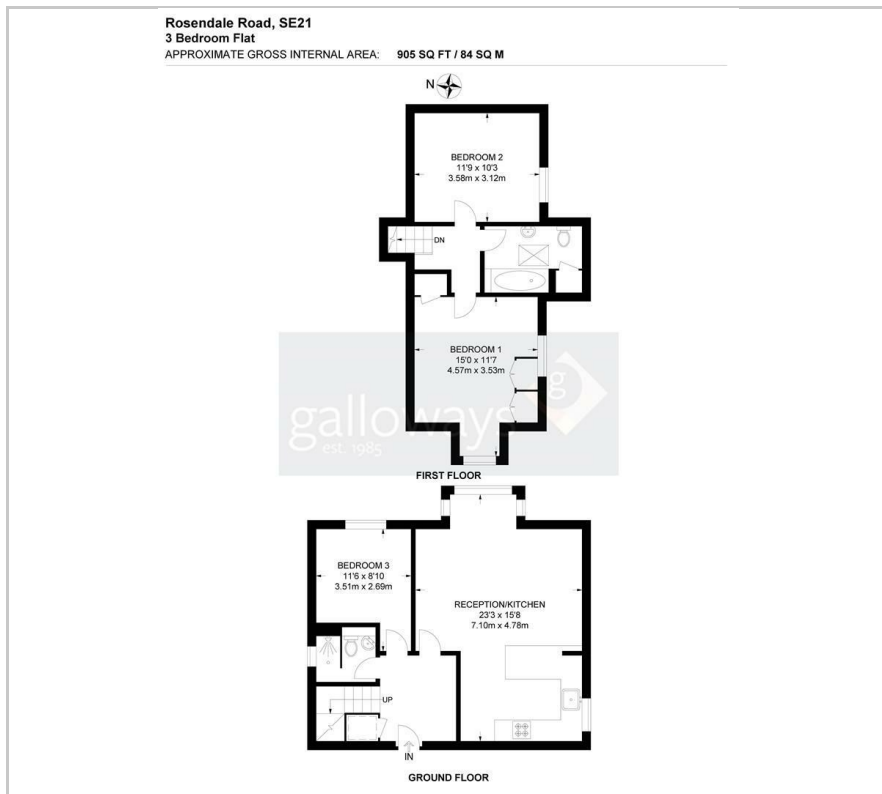 Rosendale Road, SE21
3 Bedroom Flat
APPROXIMATE GROSS INTERNAL AREA: 905 SQ FT / 84 SQ M
N
BEDROOM 2
11'9 x 10'3
3.58m x 3.12m
DN
BEDROOM 1
15'0 x 11'7
4.57m x 3.53m
g
galloways
est. 1985
FIRST FLOOR
BEDROOM 3
11'6 x 8'10
3.51m x 2.69m
RECEPTION/KITCHEN
23'3 x 15'8
7.10m x 4.78m
UP
IN
GROUND FLOOR